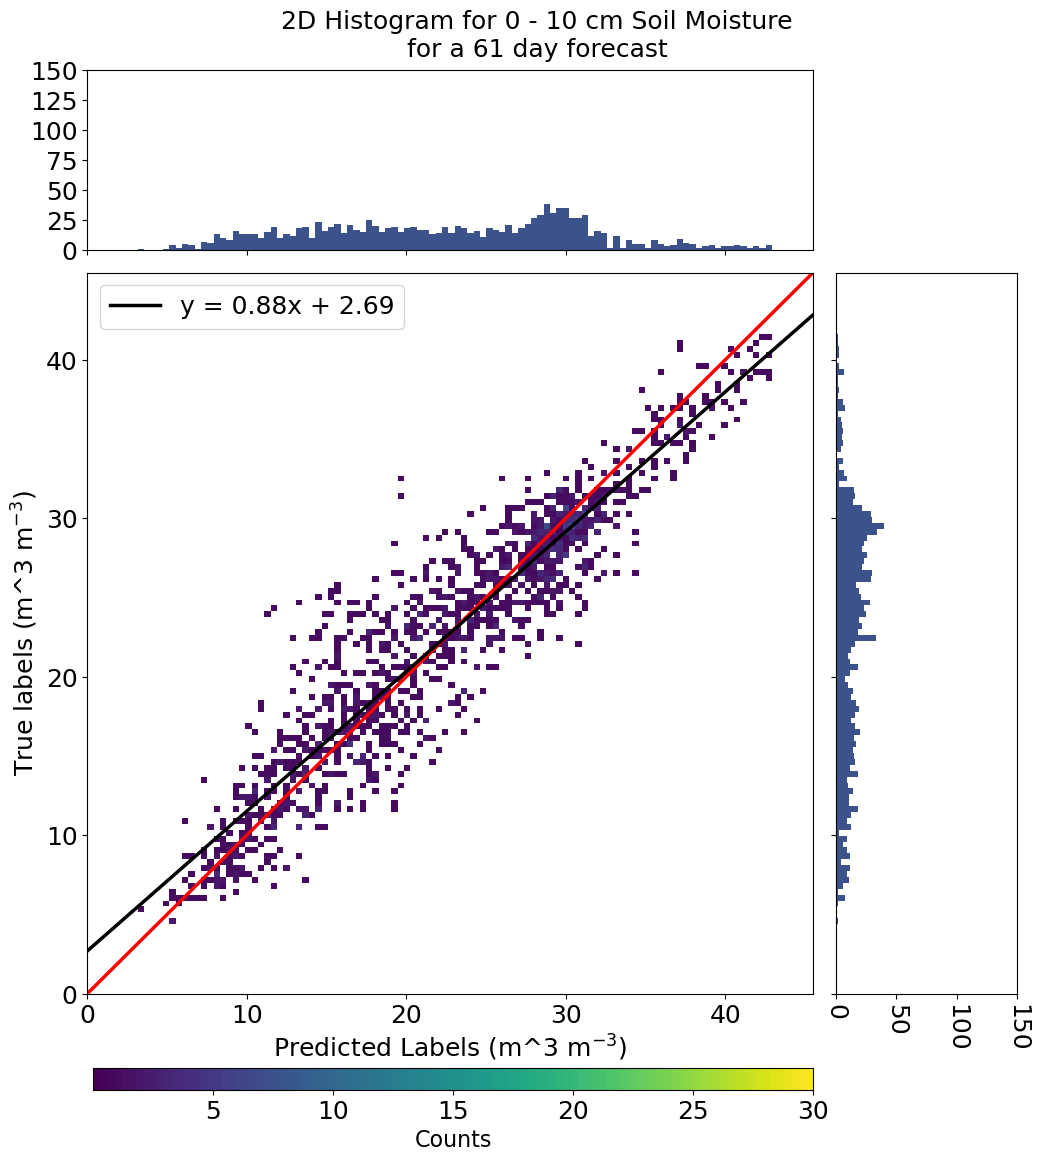 2D Histogram for 0 - 10 cm Soil Moisture
for a 61 day forecast
150
125
100
75
50
25
0
y = 0.88x + 2.69
True labels (m^3 m⁻³)
40
30
20
10
0
0 10 20 30 40
Predicted Labels (m^3 m⁻³)
0 50 100 150
5 10 15 20 25 30
Counts